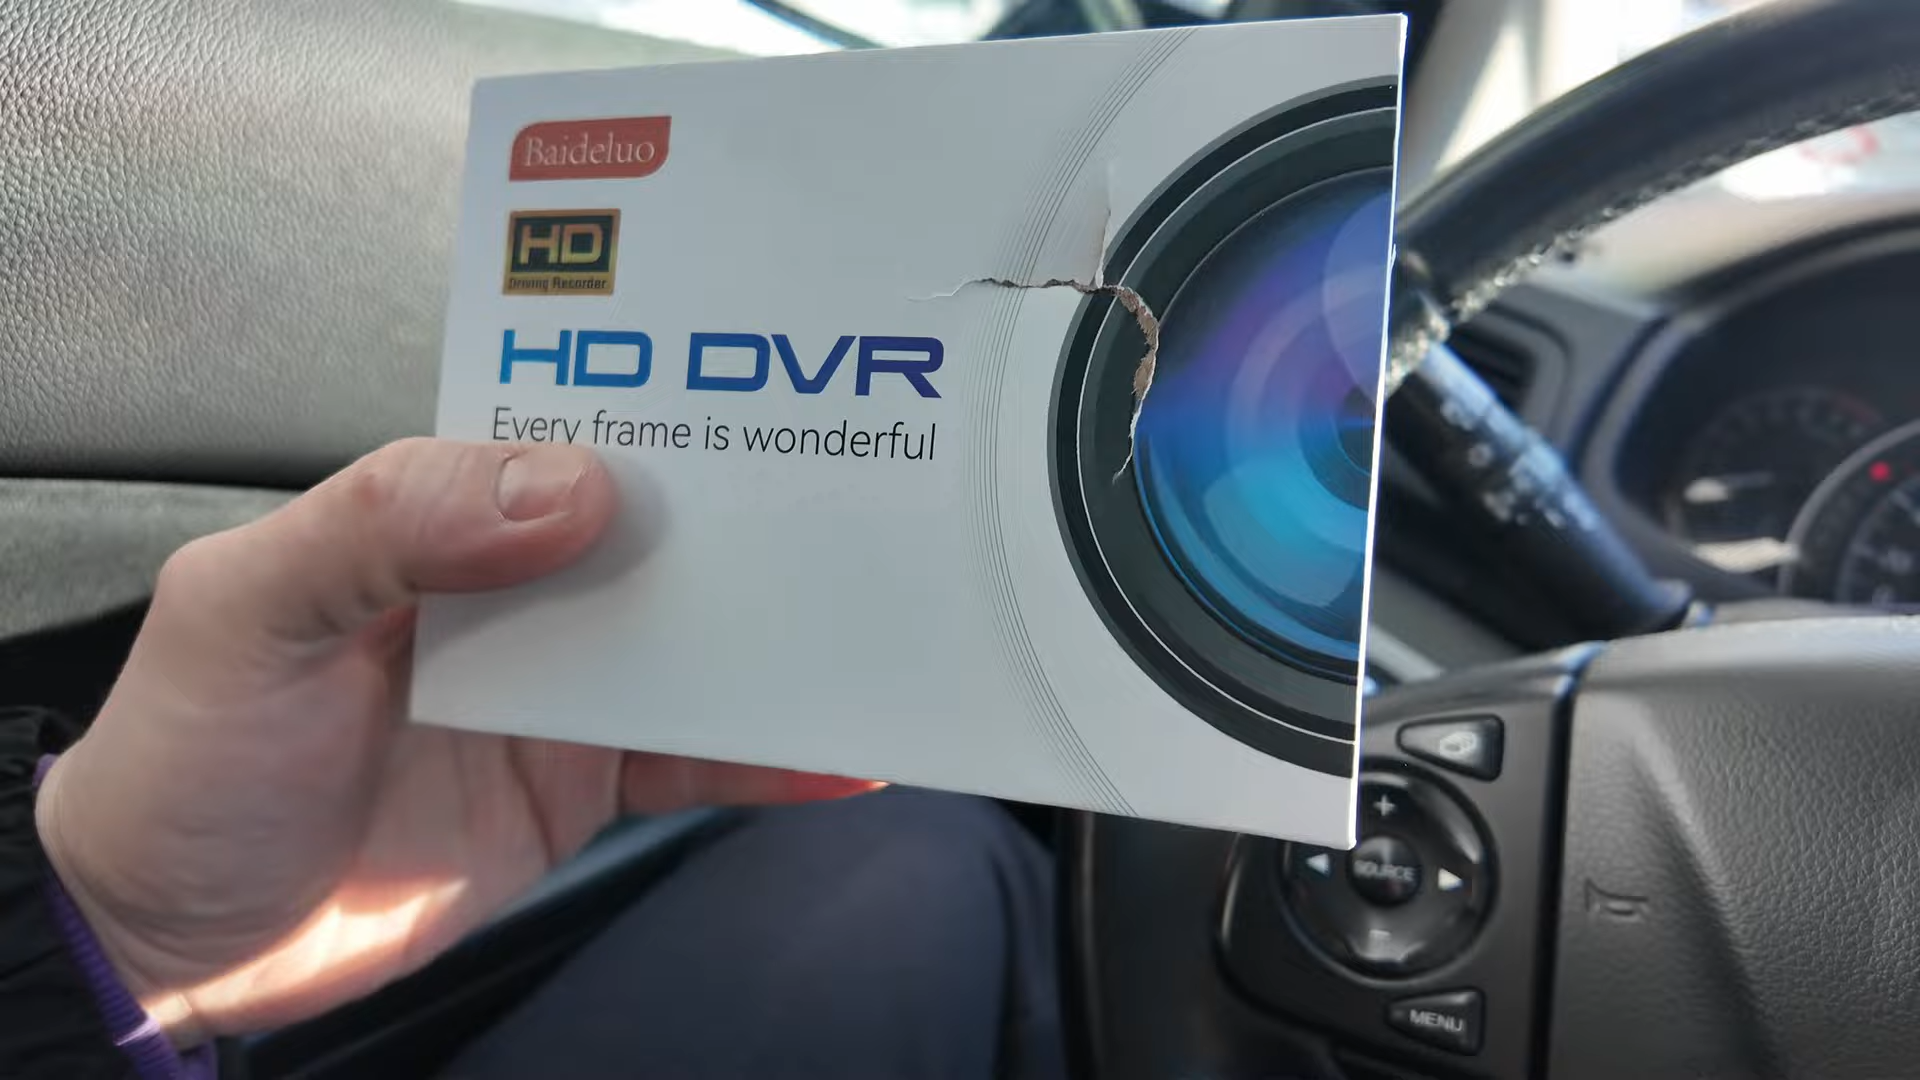 Baideluo
HD
Driving Recorder
HD DVR
Every frame is wonderful
+
SOURCE
MENU